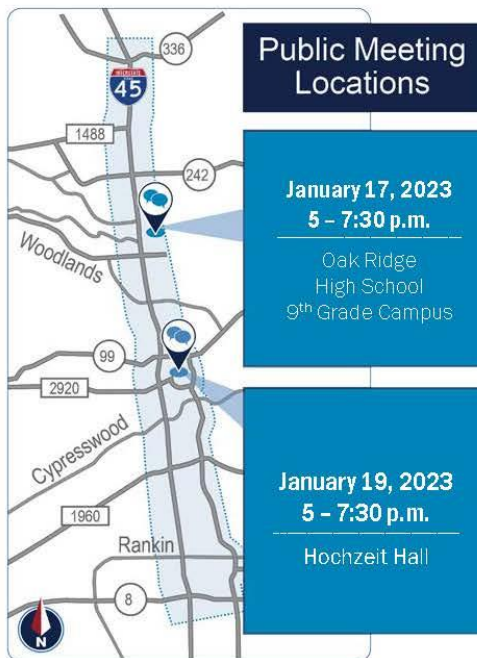 336
INTERSTATE
45
1488
242
Woodlands
99
2920
Cypresswood
1960
Rankin
8
N
Public Meeting
Locations
January 17, 2023
5 – 7:30 p.m.
Oak Ridge
High School
9th Grade Campus
January 19, 2023
5 – 7:30 p.m.
Hochzeit Hall